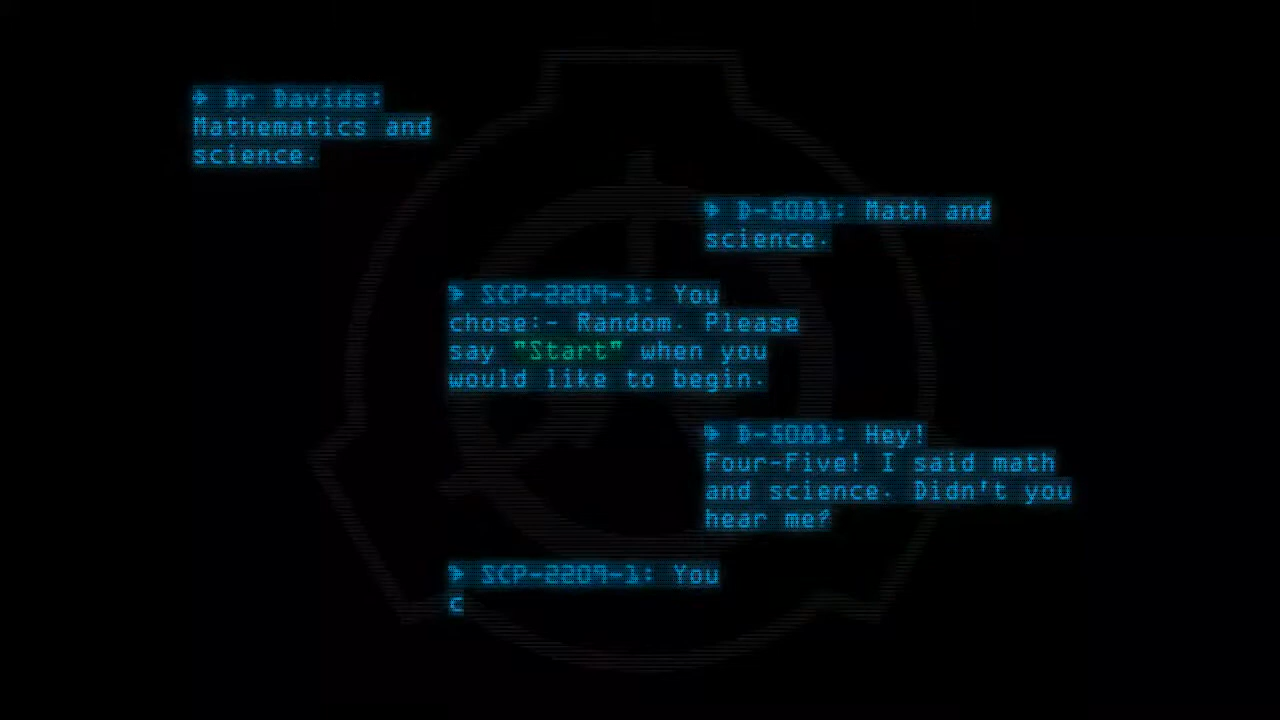 > Dr Davids:
Mathematics and
science.
> D-5081: Math and
science.
> SCP-2209-1: You
chose:- Random. Please
say "Start" when you
would like to begin.
> D-5081: Hey!
Four-Five! I said math
and science. Didn't you
hear me?
> SCP-2209-1: You
c